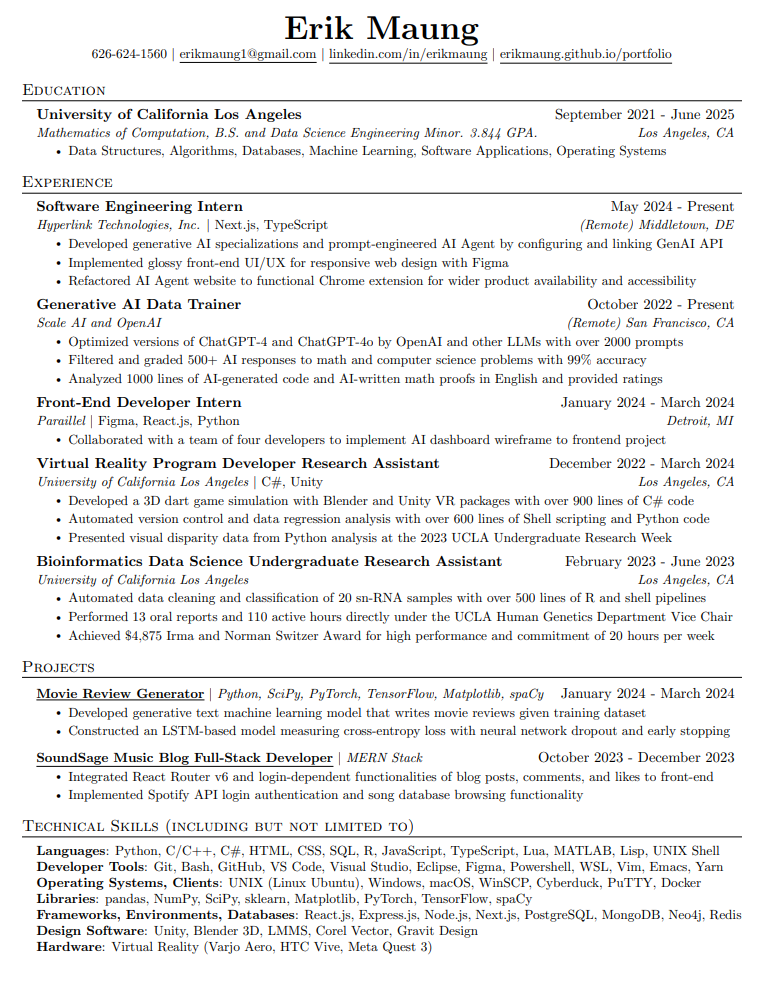 Erik Maung
626-624-1560 | erikmaung1@gmail.com | linkedin.com/in/erikmaung | erikmaung.github.io/portfolio
Education
University of California Los Angeles September 2021 - June 2025
Mathematics of Computation, B.S. and Data Science Engineering Minor. 3.844 GPA. Los Angeles, CA
• Data Structures, Algorithms, Databases, Machine Learning, Software Applications, Operating Systems
Experience
Software Engineering Intern May 2024 - Present
Hyperlink Technologies, Inc. | Next.js, TypeScript (Remote) Middletown, DE
• Developed generative AI specializations and prompt-engineered AI Agent by configuring and linking GenAI API
• Implemented glossy front-end UI/UX for responsive web design with Figma
• Refactored AI Agent website to functional Chrome extension for wider product availability and accessibility
Generative AI Data Trainer October 2022 - Present
Scale AI and OpenAI (Remote) San Francisco, CA
• Optimized versions of ChatGPT-4 and ChatGPT-4o by OpenAI and other LLMs with over 2000 prompts
• Filtered and graded 500+ AI responses to math and computer science problems with 99% accuracy
• Analyzed 1000 lines of AI-generated code and AI-written math proofs in English and provided ratings
Front-End Developer Intern January 2024 - March 2024
Paraillel | Figma, React.js, Python Detroit, MI
• Collaborated with a team of four developers to implement AI dashboard wireframe to frontend project
Virtual Reality Program Developer Research Assistant December 2022 - March 2024
University of California Los Angeles | C#, Unity Los Angeles, CA
• Developed a 3D dart game simulation with Blender and Unity VR packages with over 900 lines of C# code
• Automated version control and data regression analysis with over 600 lines of Shell scripting and Python code
• Presented visual disparity data from Python analysis at the 2023 UCLA Undergraduate Research Week
Bioinformatics Data Science Undergraduate Research Assistant February 2023 - June 2023
University of California Los Angeles Los Angeles, CA
• Automated data cleaning and classification of 20 sn-RNA samples with over 500 lines of R and shell pipelines
• Performed 13 oral reports and 110 active hours directly under the UCLA Human Genetics Department Vice Chair
• Achieved $4,875 Irma and Norman Switzer Award for high performance and commitment of 20 hours per week
Projects
Movie Review Generator | Python, SciPy, PyTorch, TensorFlow, Matplotlib, spaCy January 2024 - March 2024
• Developed generative text machine learning model that writes movie reviews given training dataset
• Constructed an LSTM-based model measuring cross-entropy loss with neural network dropout and early stopping
SoundSage Music Blog Full-Stack Developer | MERN Stack October 2023 - December 2023
• Integrated React Router v6 and login-dependent functionalities of blog posts, comments, and likes to front-end
• Implemented Spotify API login authentication and song database browsing functionality
Technical Skills (including but not limited to)
Languages: Python, C/C++, C#, HTML, CSS, SQL, R, JavaScript, TypeScript, Lua, MATLAB, Lisp, UNIX Shell
Developer Tools: Git, Bash, GitHub, VS Code, Visual Studio, Eclipse, Figma, Powershell, WSL, Vim, Emacs, Yarn
Operating Systems, Clients: UNIX (Linux Ubuntu), Windows, macOS, WinSCP, Cyberduck, PuTTY, Docker
Libraries: pandas, NumPy, SciPy, sklearn, Matplotlib, PyTorch, TensorFlow, spaCy
Frameworks, Environments, Databases: React.js, Express.js, Node.js, Next.js, PostgreSQL, MongoDB, Neo4j, Redis
Design Software: Unity, Blender 3D, LMMS, Corel Vector, Gravit Design
Hardware: Virtual Reality (Varjo Aero, HTC Vive, Meta Quest 3)